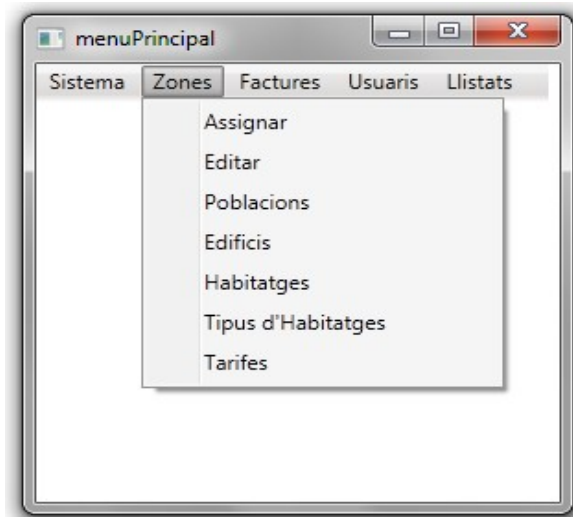 menuPrincipal
Sistema Zones Factures Usuaris Llistats
Assignar
Editar
Poblacions
Edificis
Habitatges
Tipus d'Habitatges
Tarifes